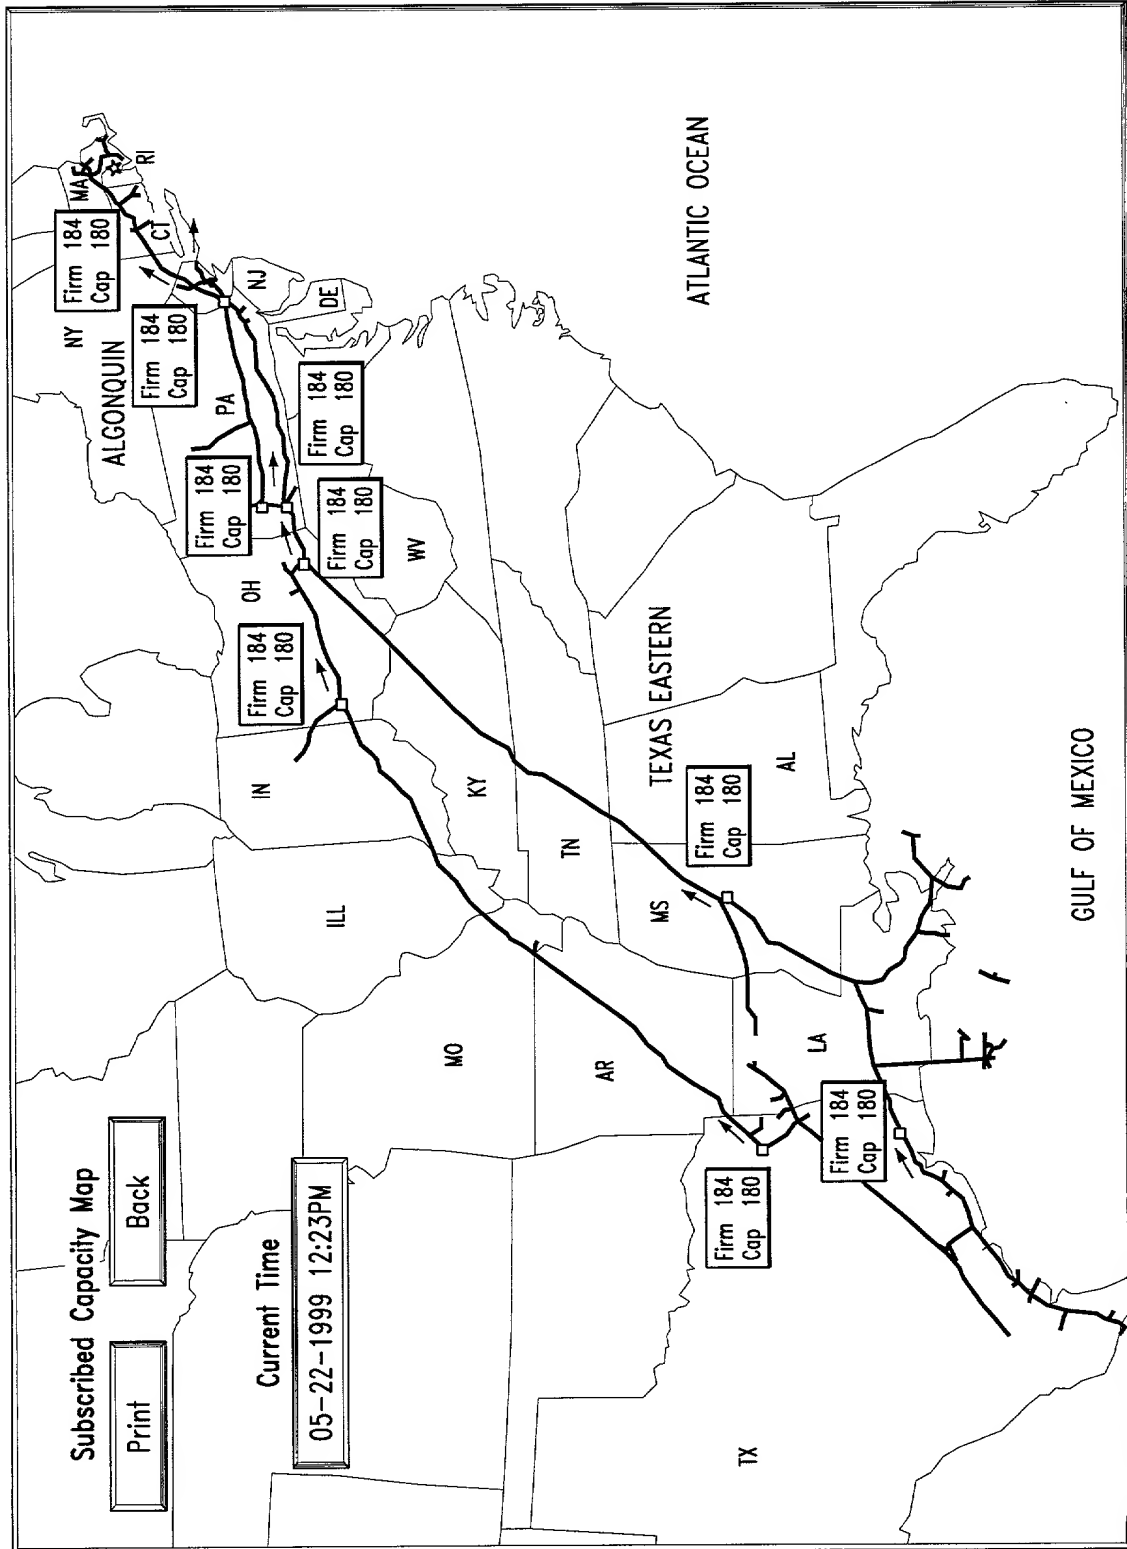 Subscribed Capacity Map
Print
Back
Current Time
05-22-1999 12:23PM
NY
Firm 184
Cap 180
MA
RI
CT
ALGONQUIN
Firm 184
Cap 180
PA
NJ
DE
Firm 184
Cap 180
Firm 184
Cap 180
Firm 184
Cap 180
OH
WV
Firm 184
Cap 180
IN
ILL
KY
MO
TN
AR
MS
TEXAS EASTERN
ATLANTIC OCEAN
Firm 184
Cap 180
AL
Firm 184
Cap 180
TX
LA
Firm 184
Cap 180
GULF OF MEXICO